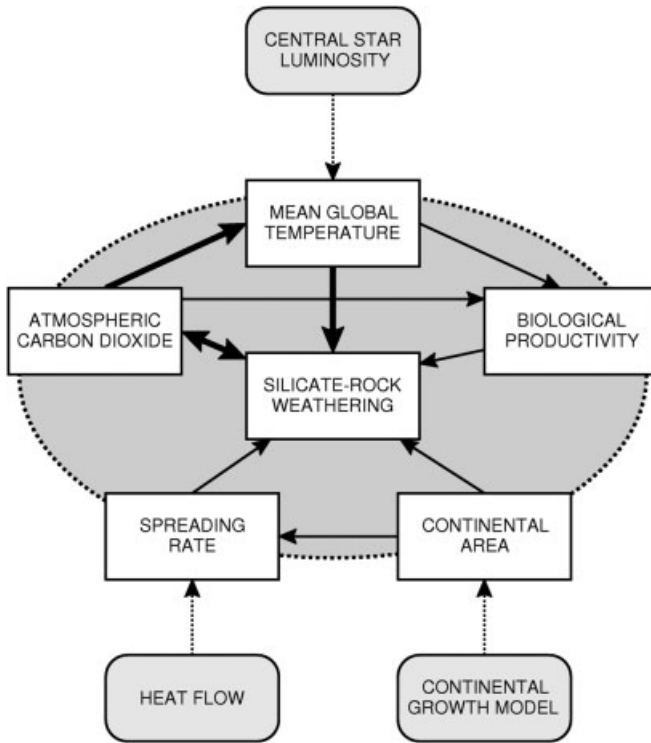 CENTRAL STAR
LUMINOSITY
MEAN GLOBAL
TEMPERATURE
ATMOSPHERIC
CARBON DIOXIDE
BIOLOGICAL
PRODUCTIVITY
SILICATE-ROCK
WEATHERING
SPREADING
RATE
CONTINENTAL
AREA
HEAT FLOW
CONTINENTAL
GROWTH MODEL